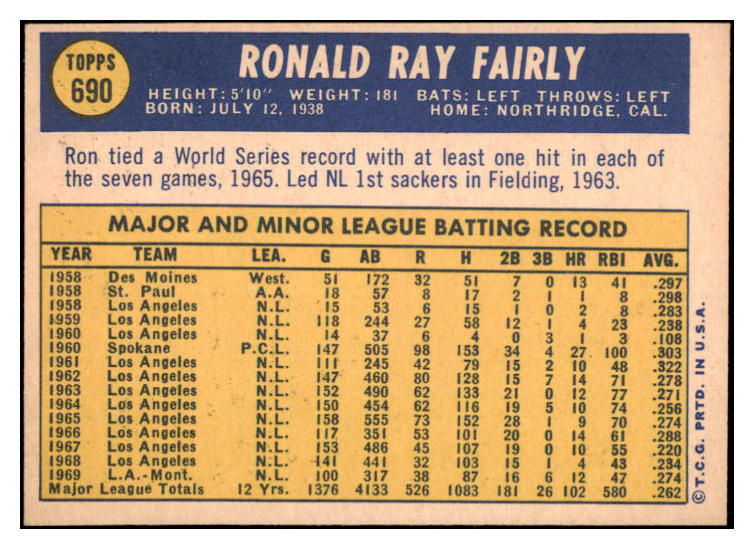 TOPPS
690
RONALD RAY FAIRLY
HEIGHT: 5'10" WEIGHT: 181 BATS: LEFT THROWS: LEFT
BORN: JULY 12, 1938 HOME: NORTHRIDGE, CAL.
Ron tied a World Series record with at least one hit in each of
the seven games, 1965. Led NL 1st sackers in Fielding, 1963.
MAJOR AND MINOR LEAGUE BATTING RECORD
YEAR TEAM LEA. G AB R H 2B 3B HR RBI AVG.
1958 Des Moines West. 51 172 32 51 7 0 13 41 .297
1958 St. Paul A.A. 18 57 8 17 2 1 1 8 .298
1958 Los Angeles N.L. 15 53 6 15 1 0 2 8 .283
1959 Los Angeles N.L. 118 244 27 58 12 1 4 23 .238
1960 Los Angeles N.L. 14 37 6 4 0 3 1 3 .108
1960 Spokane P.C.L. 147 505 98 153 34 4 27 100 .303
1961 Los Angeles N.L. 111 245 42 79 15 2 10 48 .322
1962 Los Angeles N.L. 147 460 80 128 15 7 14 71 .278
1963 Los Angeles N.L. 152 490 62 133 21 0 12 77 .271
1964 Los Angeles N.L. 150 454 62 116 19 5 10 74 .256
1965 Los Angeles N.L. 158 555 73 152 28 1 9 70 .274
1966 Los Angeles N.L. 117 351 53 101 20 0 14 61 .288
1967 Los Angeles N.L. 153 486 45 107 19 0 10 55 .220
1968 Los Angeles N.L. 141 441 32 103 15 1 4 43 .234
1969 L.A.-Mont. N.L. 100 317 38 87 16 6 12 47 .274
Major League Totals 12 Yrs. 1376 4133 526 1083 181 26 102 580 .262
© T.C.G. PRTD. IN U.S.A.